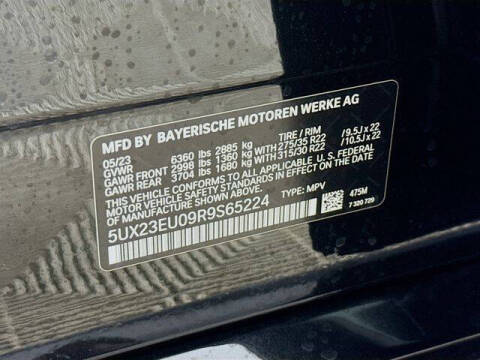 MFD BY BAYERISCHE MOTOREN WERKE AG
05/23 TIRE / RIM
GVWR 6360 lbs 2885 kg
GAWR FRONT 2998 lbs 1360 kg WITH 275/35 R22 /9.5J x 22
GAWR REAR 3704 lbs 1680 kg WITH 315/30 R22 /10.5J x 22
THIS VEHICLE CONFORMS TO ALL APPLICABLE U.S. FEDERAL
MOTOR VEHICLE SAFETY STANDARDS IN EFFECT ON THE
DATE OF MANUFACTURE SHOWN ABOVE.
5UX23EU09R9S65224 TYPE: MPV 475M
7 320 729